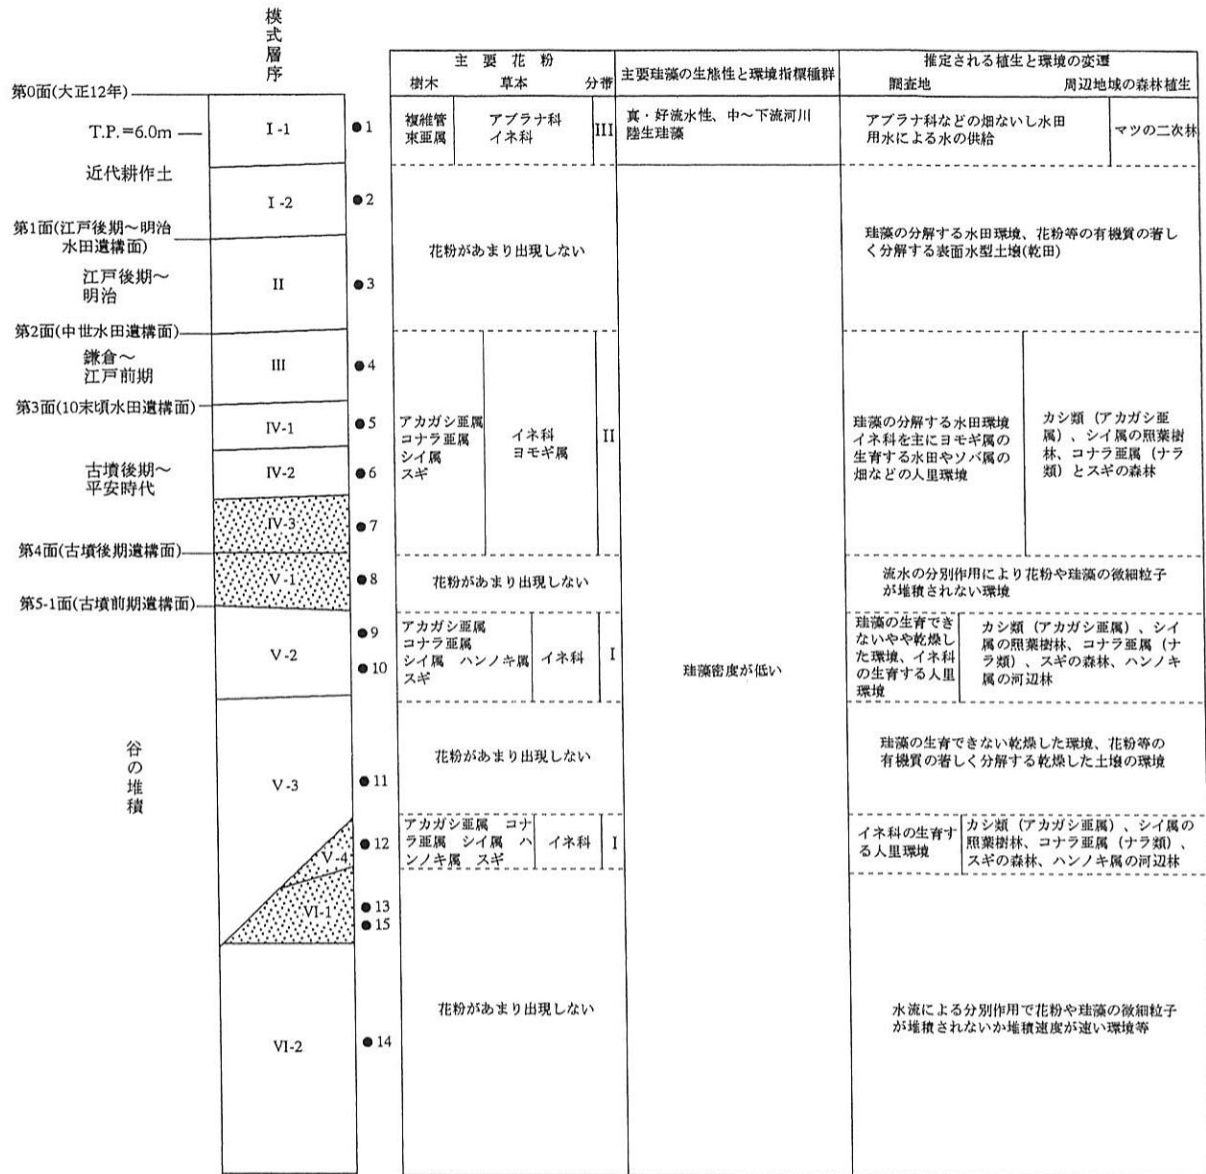 模式層序
主要花粉
主要珪藻の生態性と環境指標種群
推定される植生と環境の変遷
樹木
草本
分帯
調査地
周辺地域の森林植生
第0面(大正12年)
T.P.=6.0m
近代耕作土
第1面(江戸後期～明治
水田遺構面)
江戸後期～
明治
第2面(中世水田遺構面)
鎌倉～
江戸前期
第3面(10末頃水田遺構面)
古墳後期～
平安時代
第4面(古墳後期遺構面)
第5-1面(古墳前期遺構面)
谷の堆積
I-1
I-2
II
III
IV-1
IV-2
IV-3
V-1
V-2
V-3
V-4
VI-1
VI-2
●1
●2
●3
●4
●5
●6
●7
●8
●9
●10
●11
●12
●13
●15
●14
複維管
束亜属
アブラナ科
イネ科
III
真・好流水性、中～下流河川
陸生珪藻
アブラナ科などの畑ないし水田
用水による水の供給
マツの二次林
花粉があまり出現しない
珪藻の分解する水田環境、花粉等の有機質の著し
く分解する表面水型土壌(乾田)
アカガシ亜属
コナラ亜属
シイ属
スギ
イネ科
ヨモギ属
II
珪藻の分解する水田環境
イネ科を主にヨモギ属の
生育する水田やソバ属の
畑などの人里環境
カシ類（アカガシ亜
属）、シイ属の照葉樹
林、コナラ亜属（ナラ
類）とスギの森林
花粉があまり出現しない
流水の分別作用により花粉や珪藻の微細粒子
が堆積されない環境
アカガシ亜属
コナラ亜属
シイ属 ハンノキ属
スギ
イネ科
I
珪藻密度が低い
珪藻の生育でき
ないやや乾燥し
た環境、イネ科
の生育する人里
環境
カシ類（アカガシ亜属）、シイ
属の照葉樹林、コナラ亜属（ナ
ラ類）、スギの森林、ハンノキ
属の河辺林
花粉があまり出現しない
珪藻の生育できない乾燥した環境、花粉等の
有機質の著しく分解する乾燥した土壌の環境
アカガシ亜属 コナ
ラ亜属 シイ属 ハ
ンノキ属 スギ
イネ科
I
イネ科の生育す
る人里環境
カシ類（アカガシ亜属）、シイ属の
照葉樹林、コナラ亜属（ナラ類）、
スギの森林、ハンノキ属の河辺林
花粉があまり出現しない
水流による分別作用で花粉や珪藻の微細粒子
が堆積されないか堆積速度が速い環境等